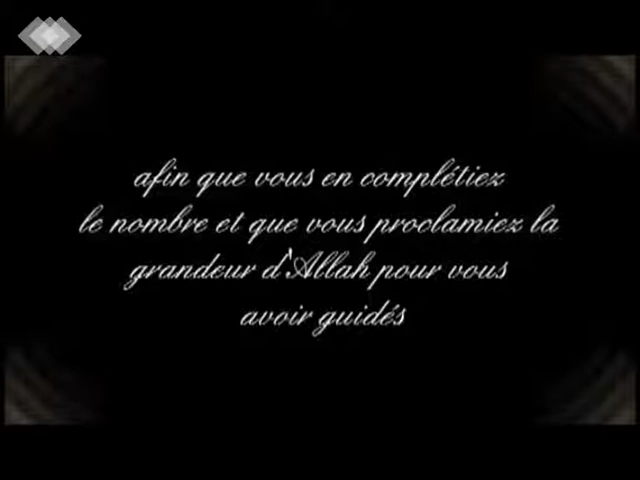 afin que vous en complétiez
le nombre et que vous proclamiez la
grandeur d'Allah pour vous
avoir guidés